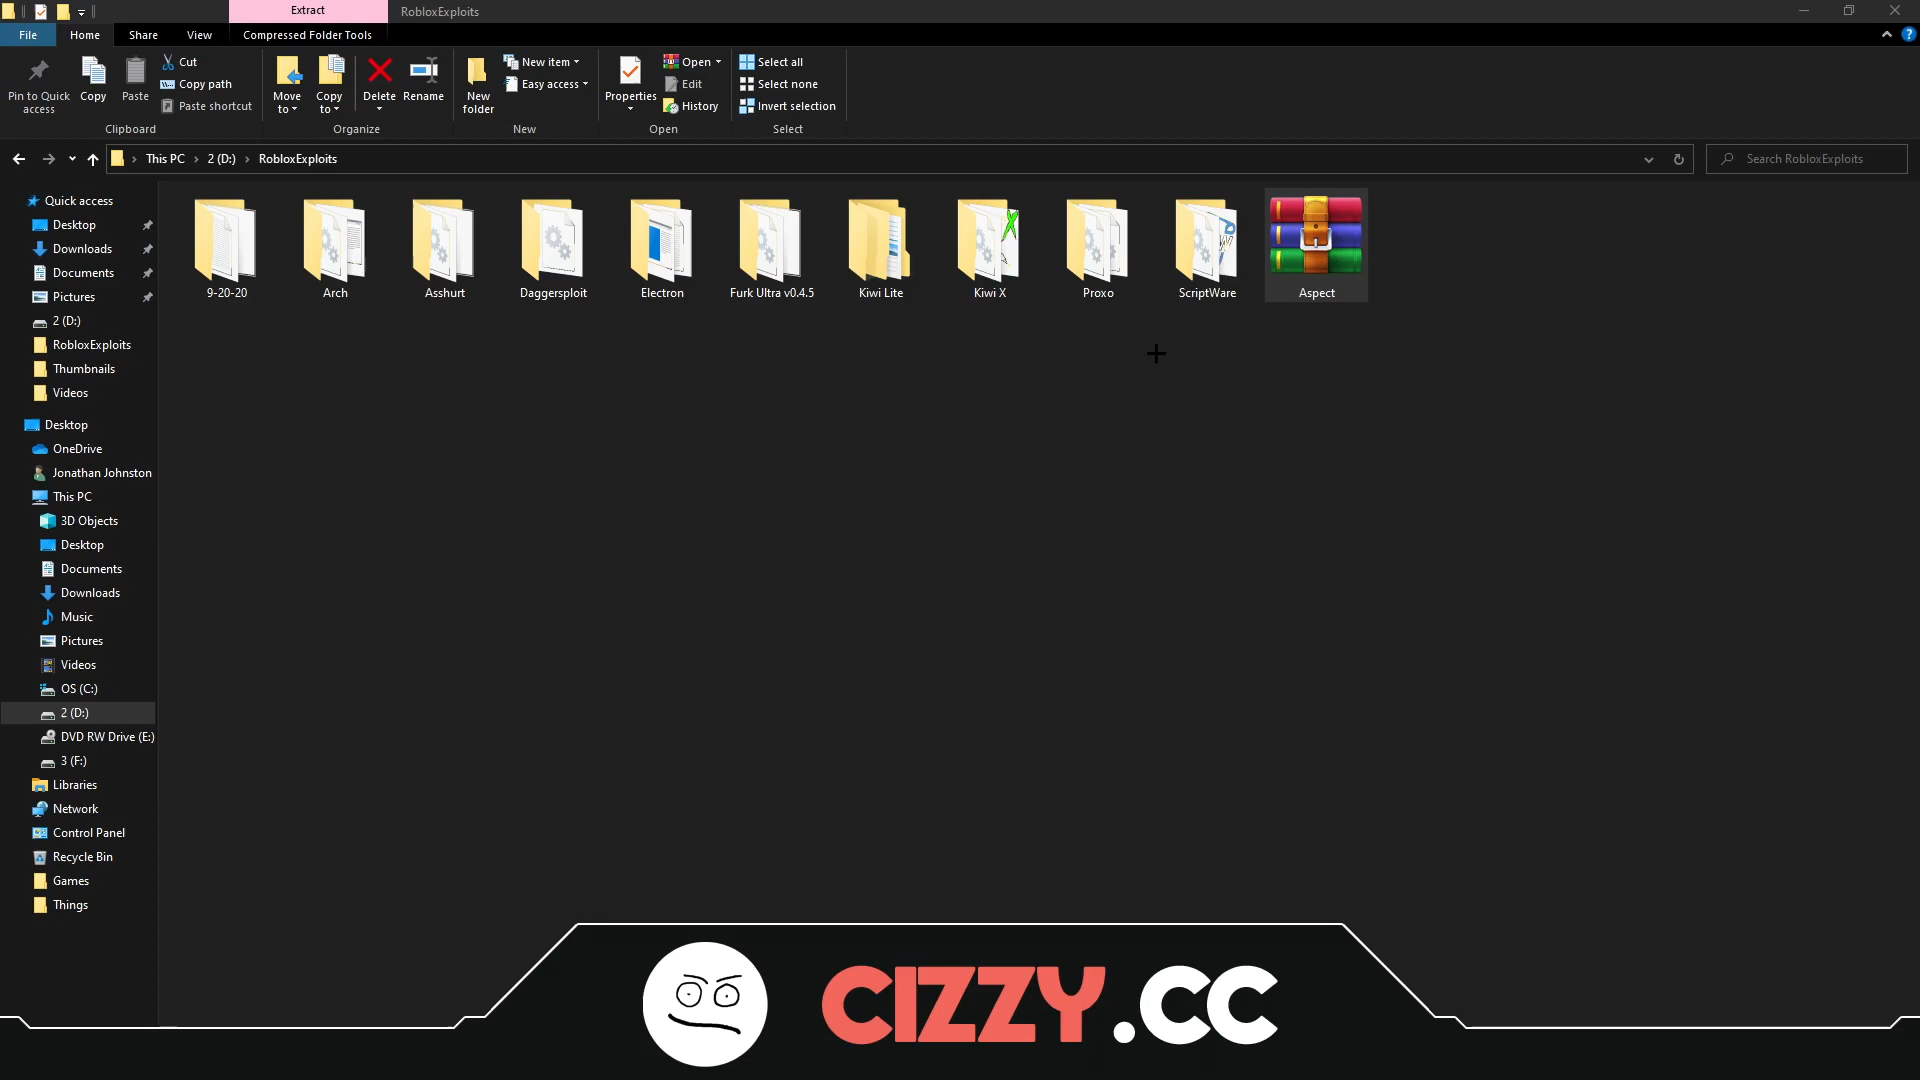 Extract
RobloxExploits
File
Home
Share
View
Compressed Folder Tools
Pin to Quick access
Copy
Paste
Cut
Copy path
Paste shortcut
Clipboard
Move to
Copy to
Delete
Rename
Organize
New folder
New item
Easy access
New
Properties
Open
Edit
History
Open
Select all
Select none
Invert selection
Select
This PC
2 (D:)
RobloxExploits
Search RobloxExploits
Quick access
Desktop
Downloads
Documents
Pictures
2 (D:)
RobloxExploits
Thumbnails
Videos
Desktop
OneDrive
Jonathan Johnston
This PC
3D Objects
Desktop
Documents
Downloads
Music
Pictures
Videos
OS (C:)
2 (D:)
DVD RW Drive (E:)
3 (F:)
Libraries
Network
Control Panel
Recycle Bin
Games
Things
9-20-20
Arch
Asshurt
Daggersploit
Electron
Furk Ultra v0.4.5
Kiwi Lite
Kiwi X
Proxo
ScriptWare
Aspect
CIZZY.CC